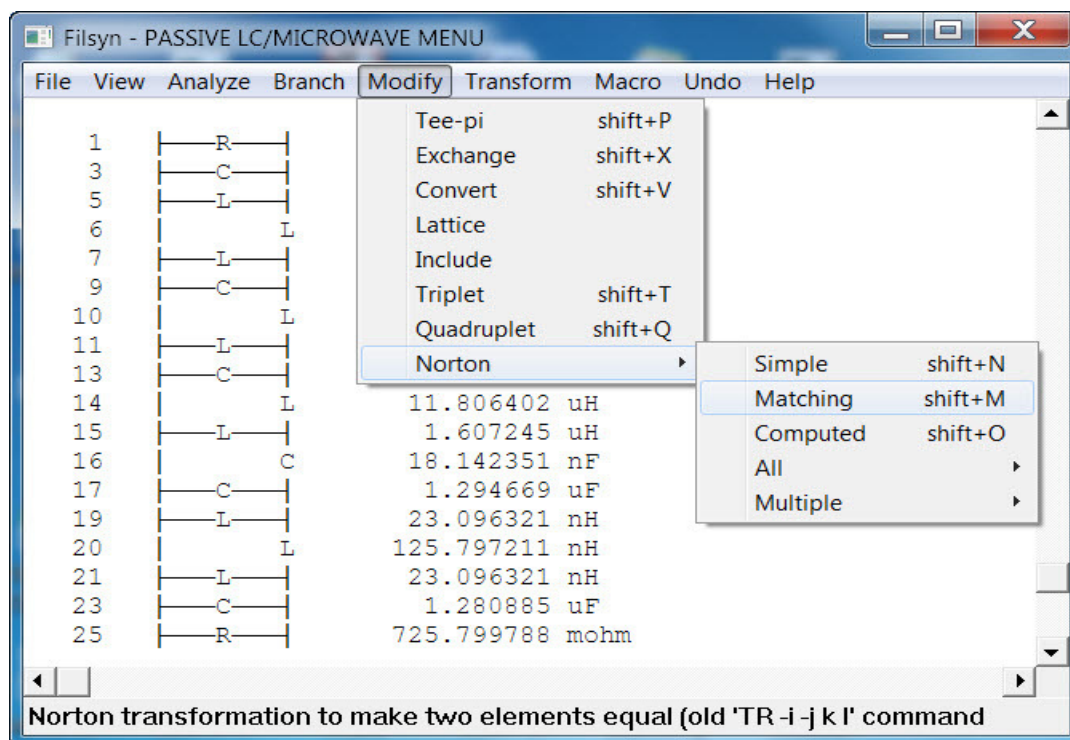 Filsyn - PASSIVE LC/MICROWAVE MENU
File View Analyze Branch Modify Transform Macro Undo Help
Tee-pi shift+P
Exchange shift+X
Convert shift+V
Lattice
Include
Triplet shift+T
Quadruplet shift+Q
Norton
Simple shift+N
Matching shift+M
Computed shift+O
All
Multiple
1 R
3 C
5 L
6 L
7 L
9 C
10 L
11 L
13 C
14 L 11.806402 uH
15 L 1.607245 uH
16 C 18.142351 nF
17 C 1.294669 uF
19 L 23.096321 nH
20 L 125.797211 nH
21 L 23.096321 nH
23 C 1.280885 uF
25 R 725.799788 mohm
Norton transformation to make two elements equal (old 'TR -i -j k l' command